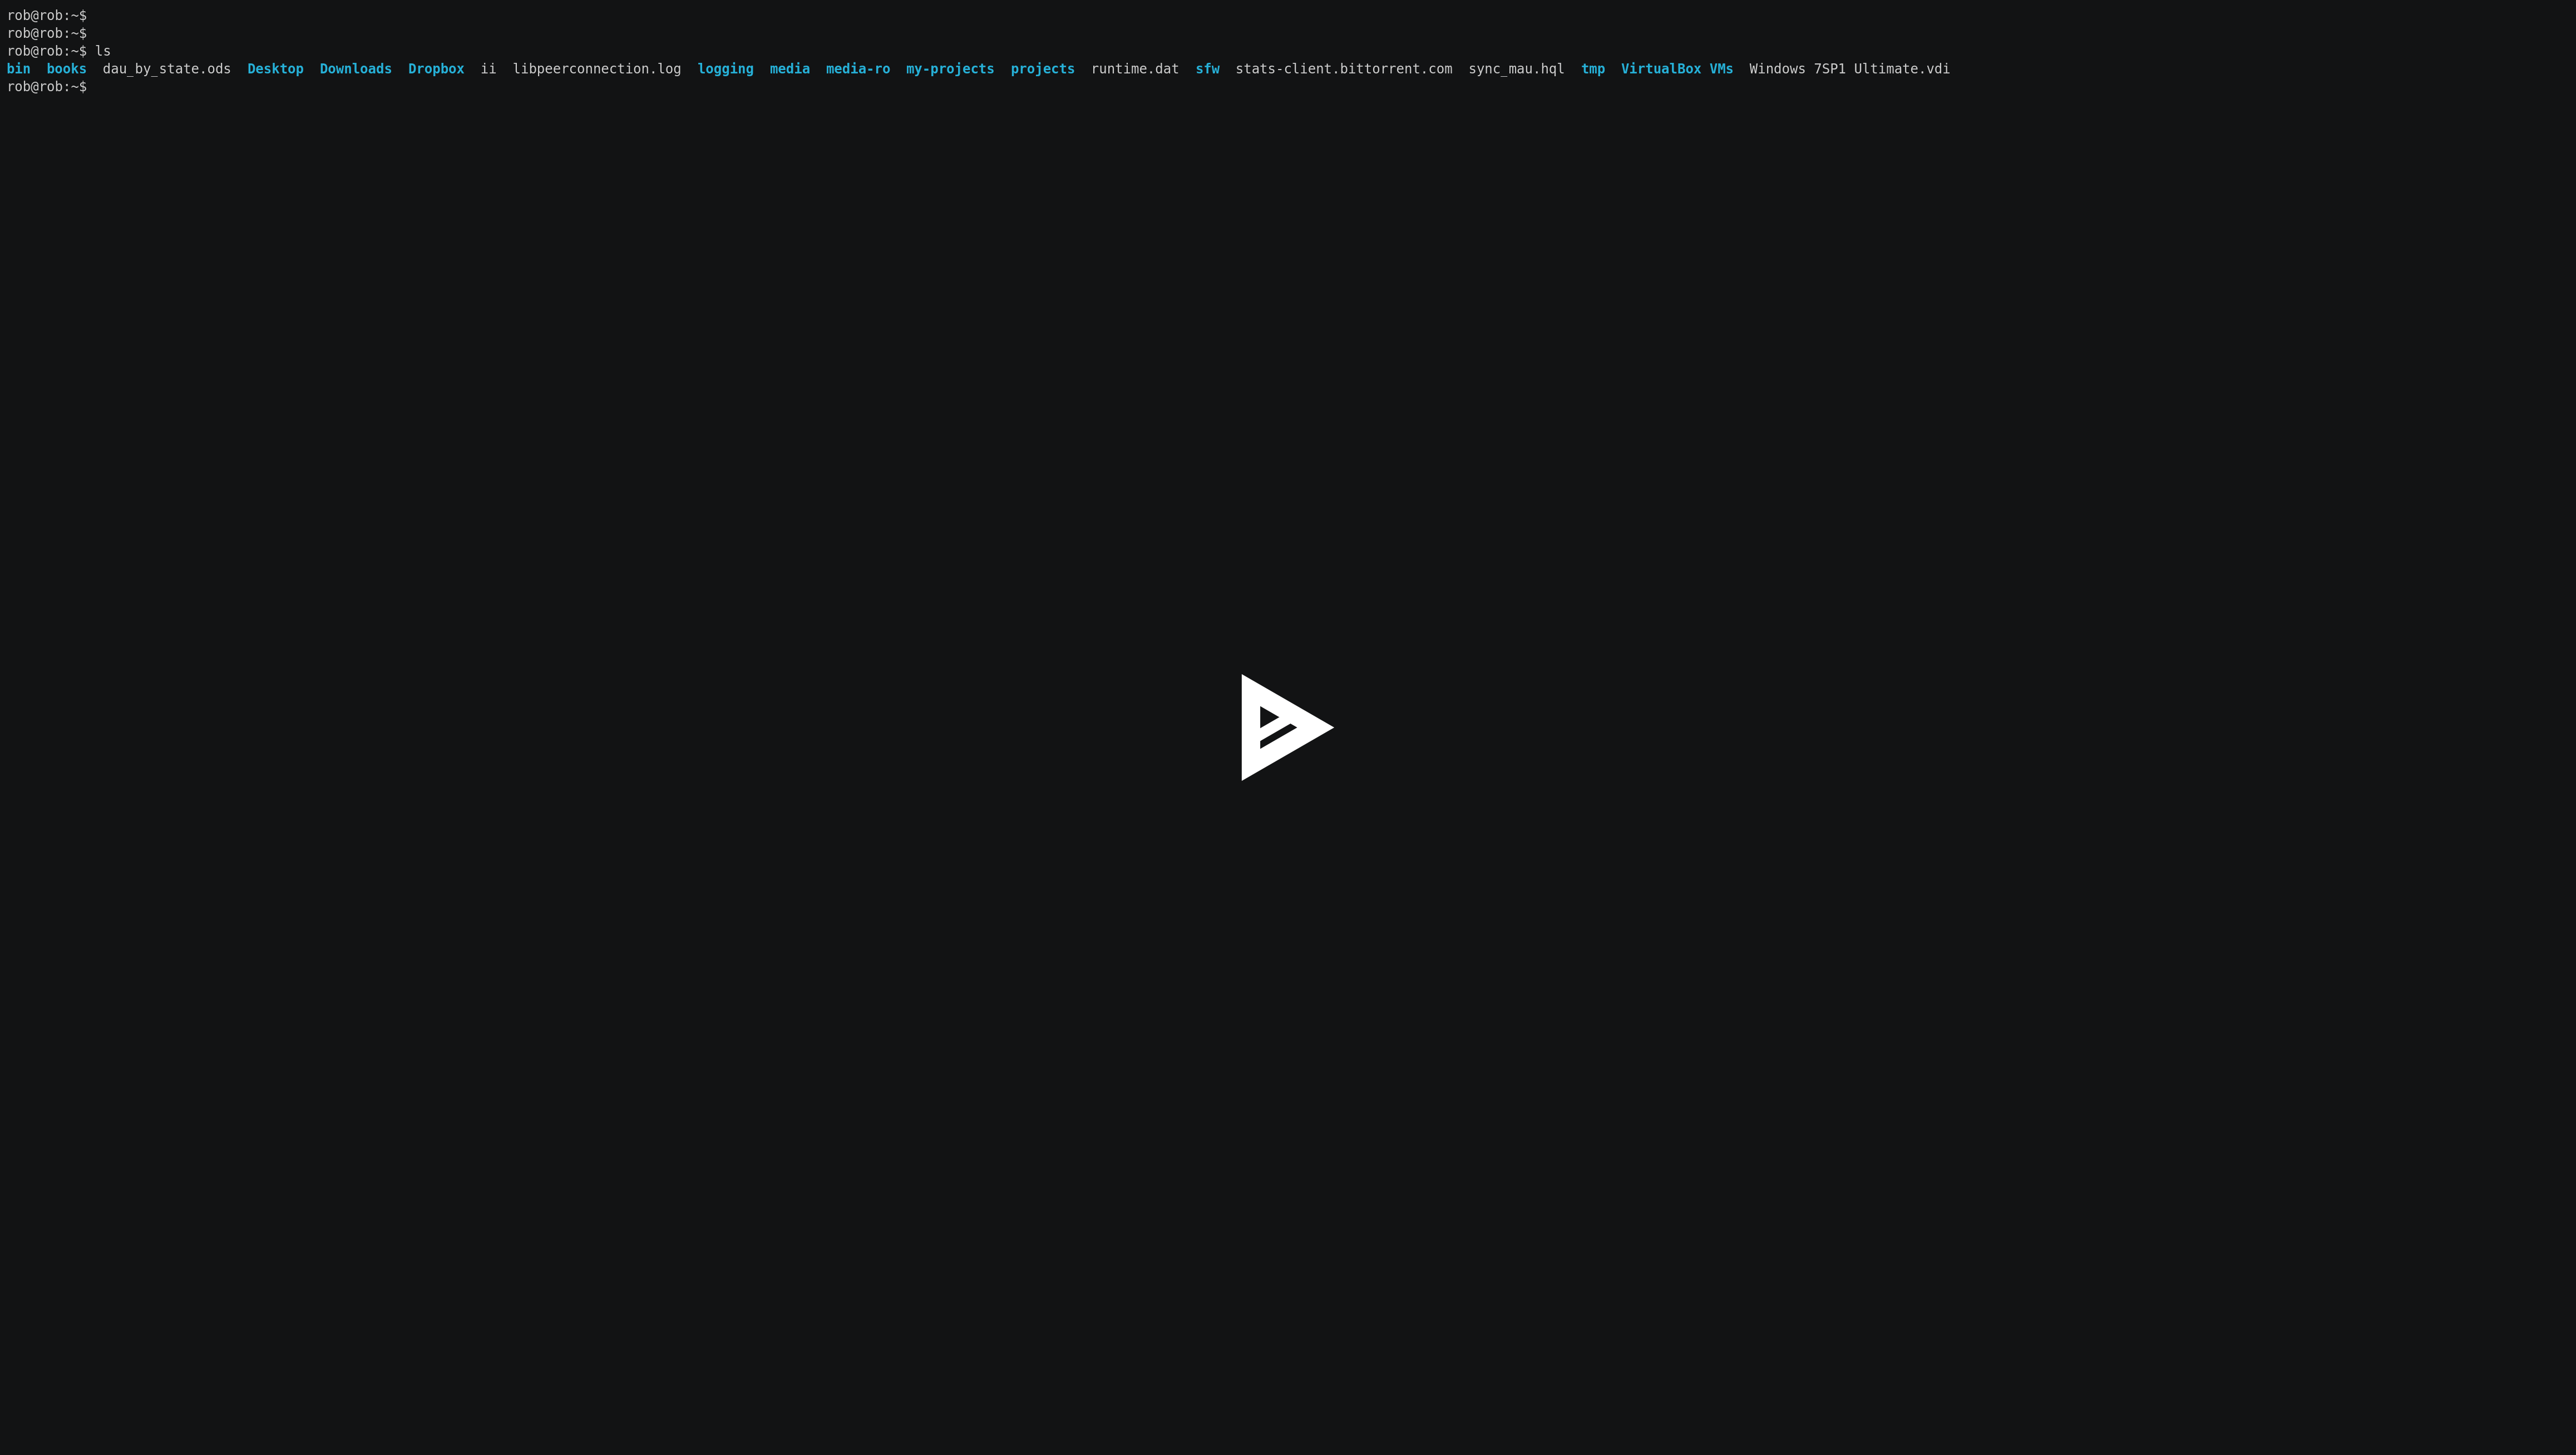 rob@rob:~$
rob@rob:~$
rob@rob:~$ ls
bin  books  dau_by_state.ods  Desktop  Downloads  Dropbox  ii  libpeerconnection.log  logging  media  media-ro  my-projects  projects  runtime.dat  sfw  stats-client.bittorrent.com  sync_mau.hql  tmp  VirtualBox VMs  Windows 7SP1 Ultimate.vdi
rob@rob:~$